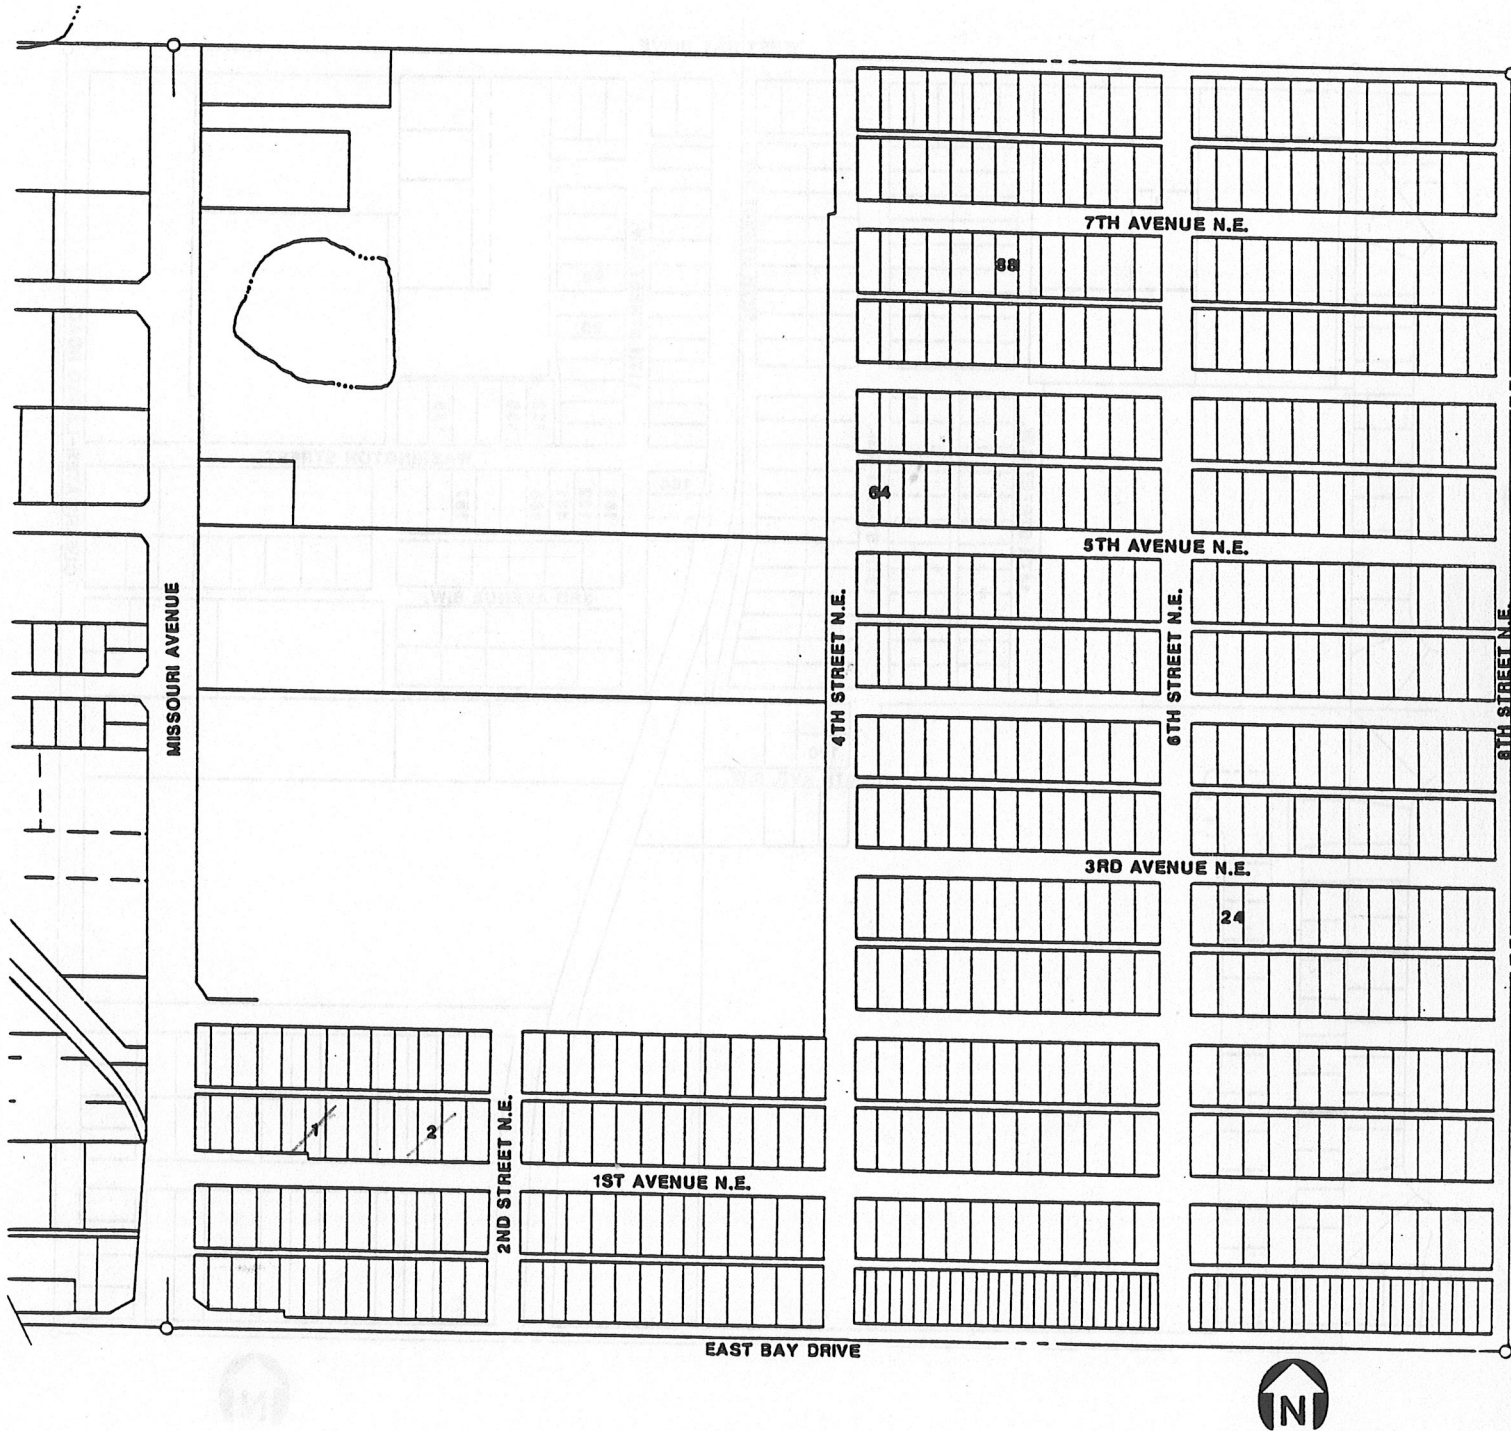 7TH AVENUE N.E.
88
64
5TH AVENUE N.E.
MISSOURI AVENUE
4TH STREET N.E.
6TH STREET N.E.
8TH STREET N.E.
3RD AVENUE N.E.
24
1
2
2ND STREET N.E.
1ST AVENUE N.E.
EAST BAY DRIVE
N